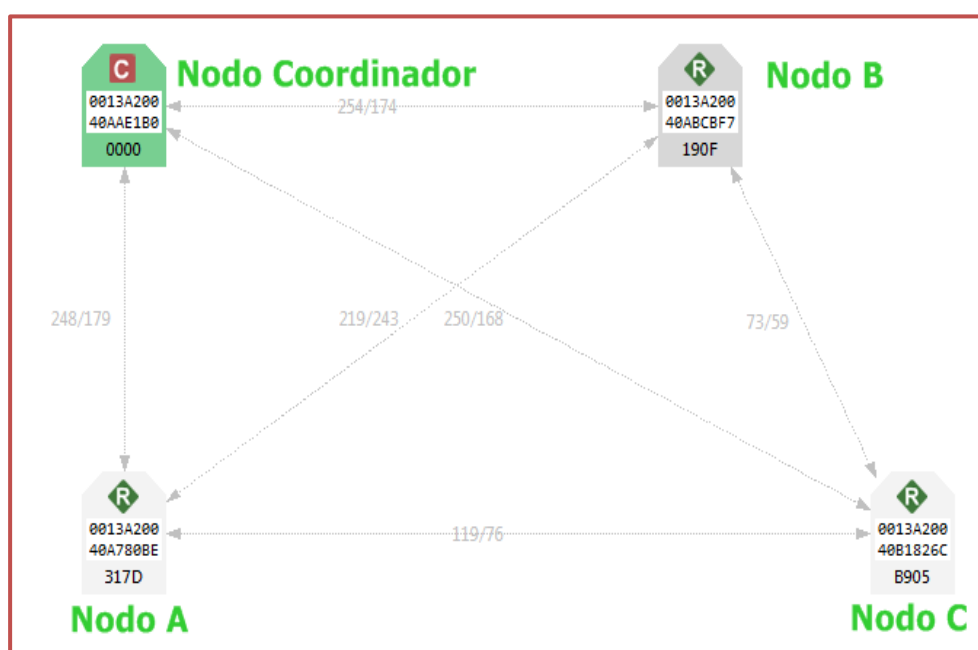 C
Nodo Coordinador
0013A200
40AAE1B0
0000
254/174
R
Nodo B
0013A200
40ABCBF7
190F
248/179
219/243
250/168
73/59
R
0013A200
40A780BE
317D
Nodo A
119/76
R
0013A200
40B1826C
B905
Nodo C